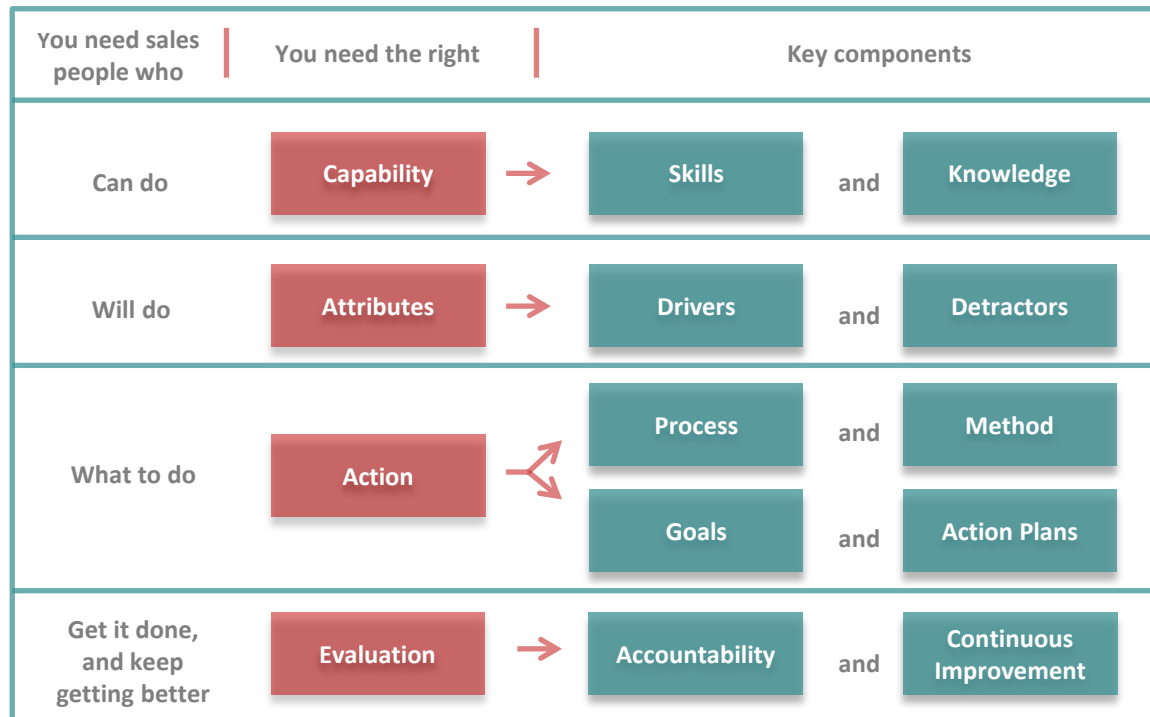 You need sales
people who
You need the right
Key components
Can do
Capability
Skills
and
Knowledge
Will do
Attributes
Drivers
and
Detractors
What to do
Action
Process
and
Method
Goals
and
Action Plans
Get it done,
and keep
getting better
Evaluation
Accountability
and
Continuous
Improvement